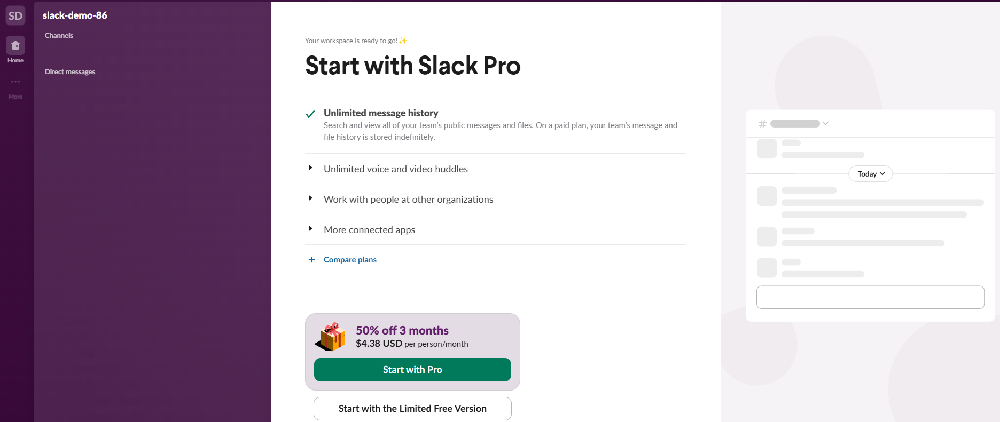 SD
Home
More
slack-demo-86
Channels
Direct messages
Your workspace is ready to go! ✨
Start with Slack Pro
Unlimited message history
Search and view all of your team’s public messages and files. On a paid plan, your team’s message and
file history is stored indefinitely.
Unlimited voice and video huddles
Work with people at other organizations
More connected apps
+ Compare plans
50% off 3 months
$4.38 USD per person/month
Start with Pro
Start with the Limited Free Version
#
Today